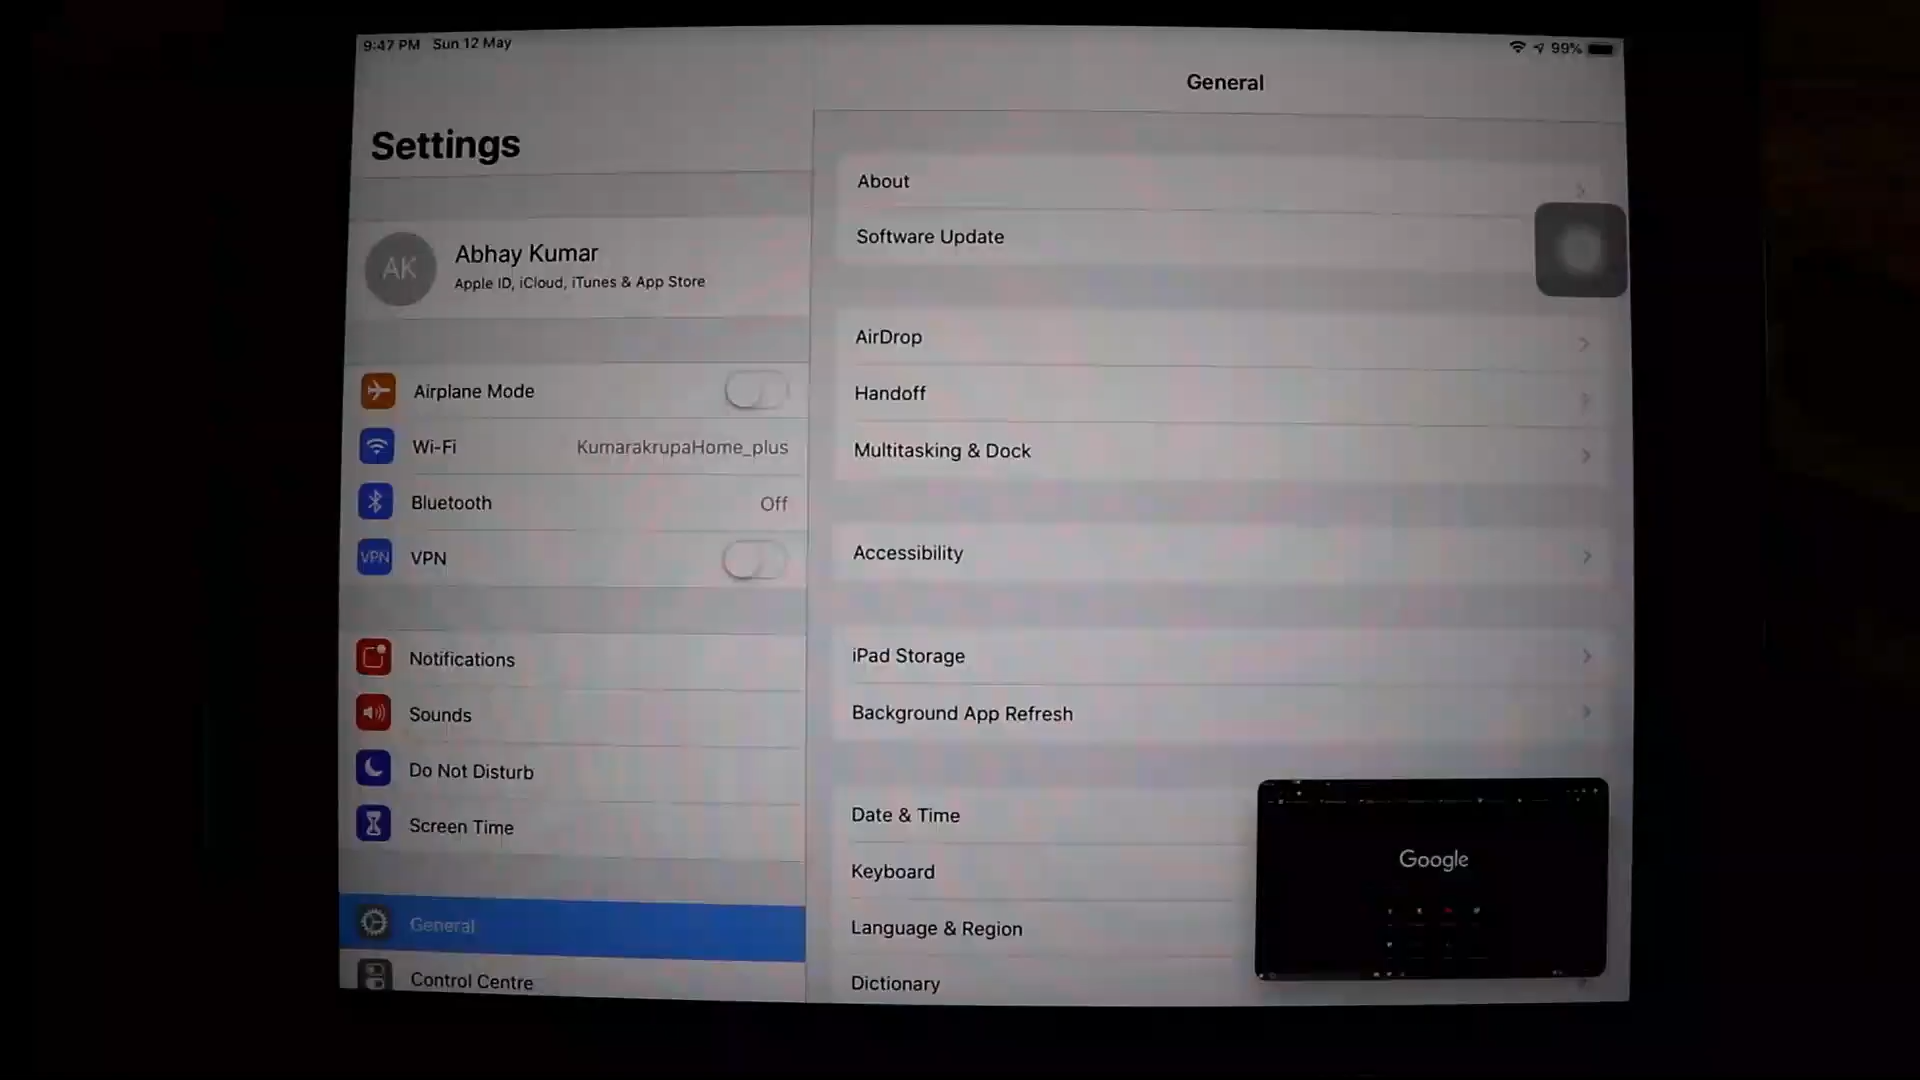 9:47 PM Sun 12 May
99%
General
Settings
AK
Abhay Kumar
Apple ID, iCloud, iTunes & App Store
Airplane Mode
Wi-Fi KumarakrupaHome_plus
Bluetooth Off
VPN VPN
Notifications
Sounds
Do Not Disturb
Screen Time
General
Control Centre
About
Software Update
AirDrop
Handoff
Multitasking & Dock
Accessibility
iPad Storage
Background App Refresh
Date & Time
Keyboard
Language & Region
Dictionary
Google